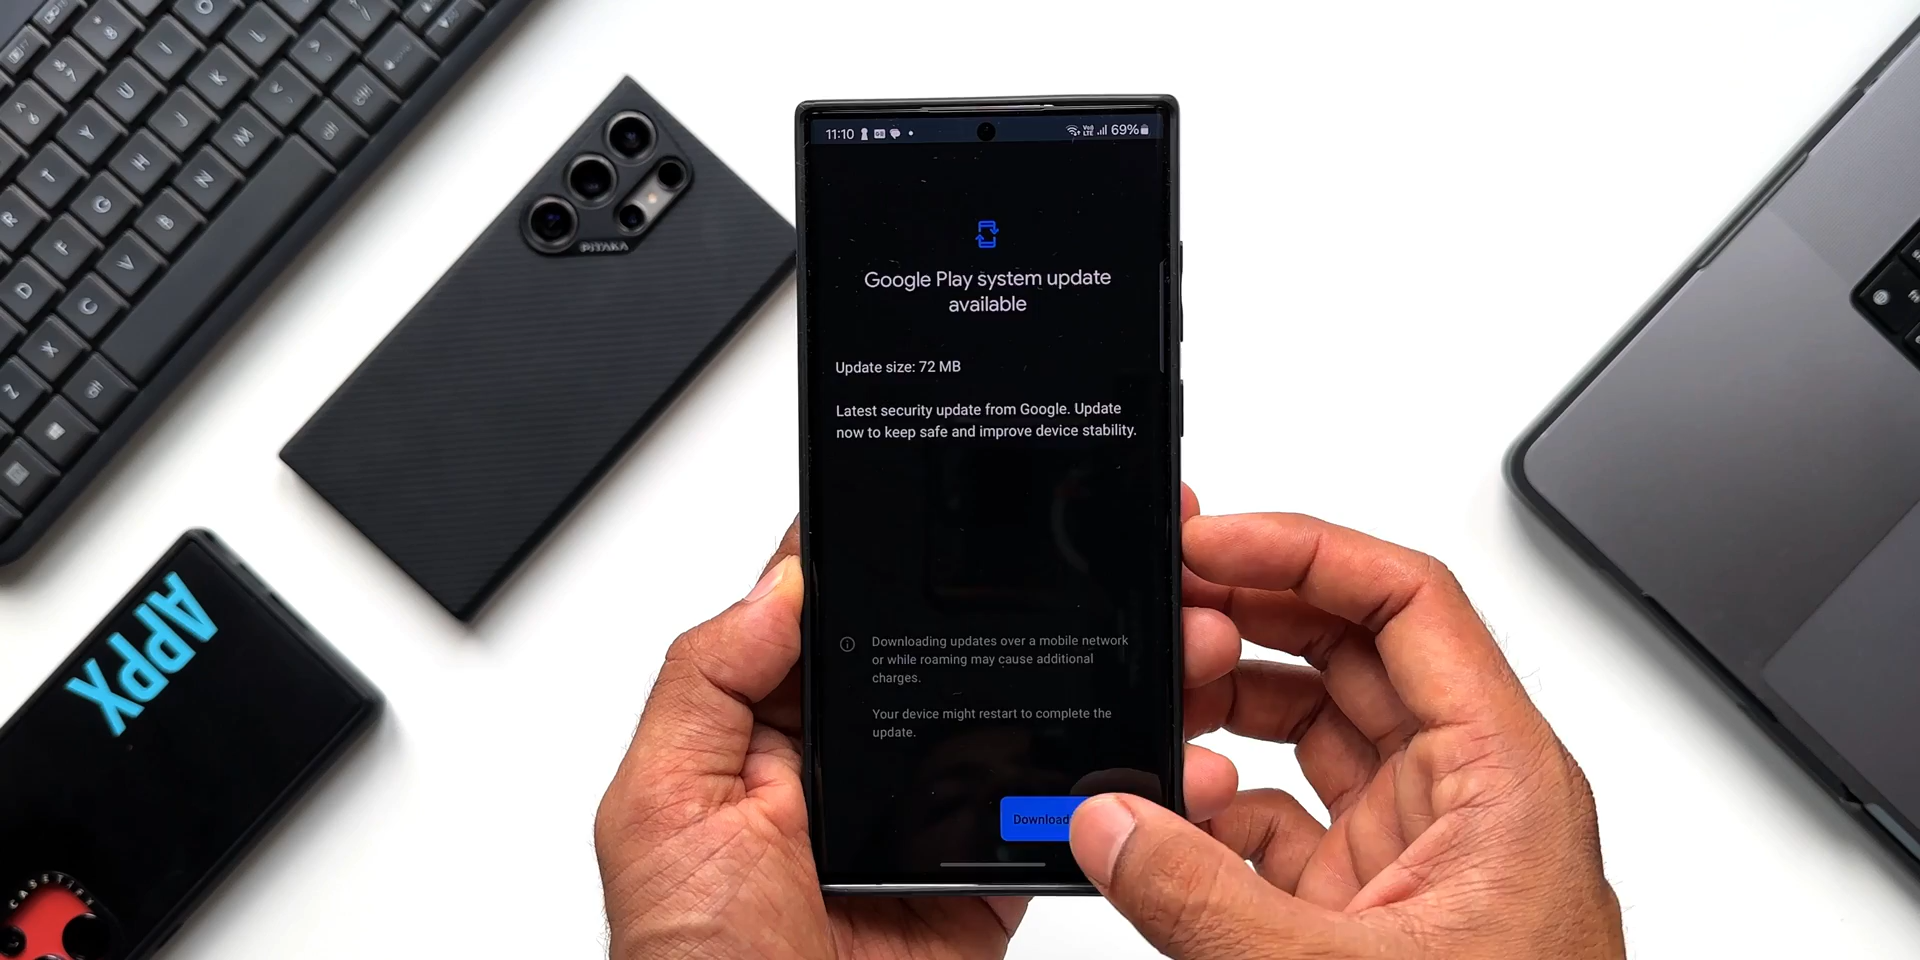 11:10
69%
Google Play system update
available
Update size: 72 MB
Latest security update from Google. Update
now to keep safe and improve device stability.
Downloading updates over a mobile network
or while roaming may cause additional
charges.
Your device might restart to complete the
update.
Download
PITAKA
APPX
CASETIFY
U
I
O
L
K
J
Y
M
N
T
H
G
B
R
F
V
D
C
X
Z